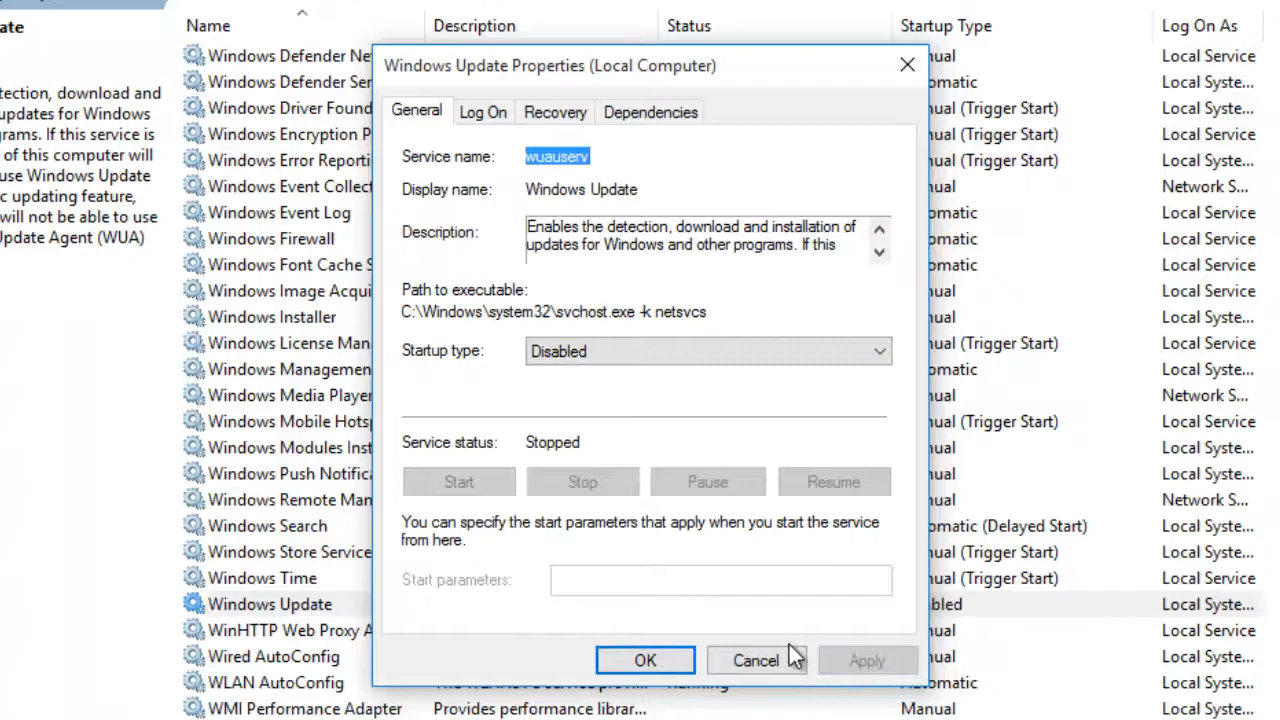 ate
Name
Description
Status
Startup Type
Log On As
tection, download and
updates for Windows
grams. If this service is
of this computer will
use Windows Update
c updating feature,
will not be able to use
Update Agent (WUA)
Windows Defender Net
nual
Local Service
Windows Defender Ser
omatic
Local Syste...
Windows Driver Found
nual (Trigger Start)
Local Syste...
Windows Encryption P
nual (Trigger Start)
Local Service
Windows Error Reporti
nual (Trigger Start)
Local Syste...
Windows Event Collect
nual
Network S...
Windows Event Log
omatic
Local Service
Windows Firewall
omatic
Local Service
Windows Font Cache S
omatic
Local Service
Windows Image Acqui
nual
Local Service
Windows Installer
nual
Local Syste...
Windows License Man
nual (Trigger Start)
Local Service
Windows Managemen
omatic
Local Syste...
Windows Media Player
nual
Network S...
Windows Mobile Hotsp
nual (Trigger Start)
Local Service
Windows Modules Inst
nual
Local Syste...
Windows Push Notifica
nual
Local Syste...
Windows Remote Man
nual
Network S...
Windows Search
omatic (Delayed Start)
Local Syste...
Windows Store Service
nual (Trigger Start)
Local Syste...
Windows Time
nual (Trigger Start)
Local Service
Windows Update
bled
Local Syste...
WinHTTP Web Proxy A
nual
Local Service
Wired AutoConfig
nual
Local Syste...
WLAN AutoConfig
Automatic
Local Syste...
WMI Performance Adapter
Provides performance librar...
Manual
Local Syste...
Windows Update Properties (Local Computer)
General
Log On
Recovery
Dependencies
Service name:
wuauserv
Display name:
Windows Update
Description:
Enables the detection, download and installation of
updates for Windows and other programs. If this
Path to executable:
C:\Windows\system32\svchost.exe -k netsvcs
Startup type:
Disabled
Service status:
Stopped
Start
Stop
Pause
Resume
You can specify the start parameters that apply when you start the service
from here.
Start parameters:
OK
Cancel
Apply